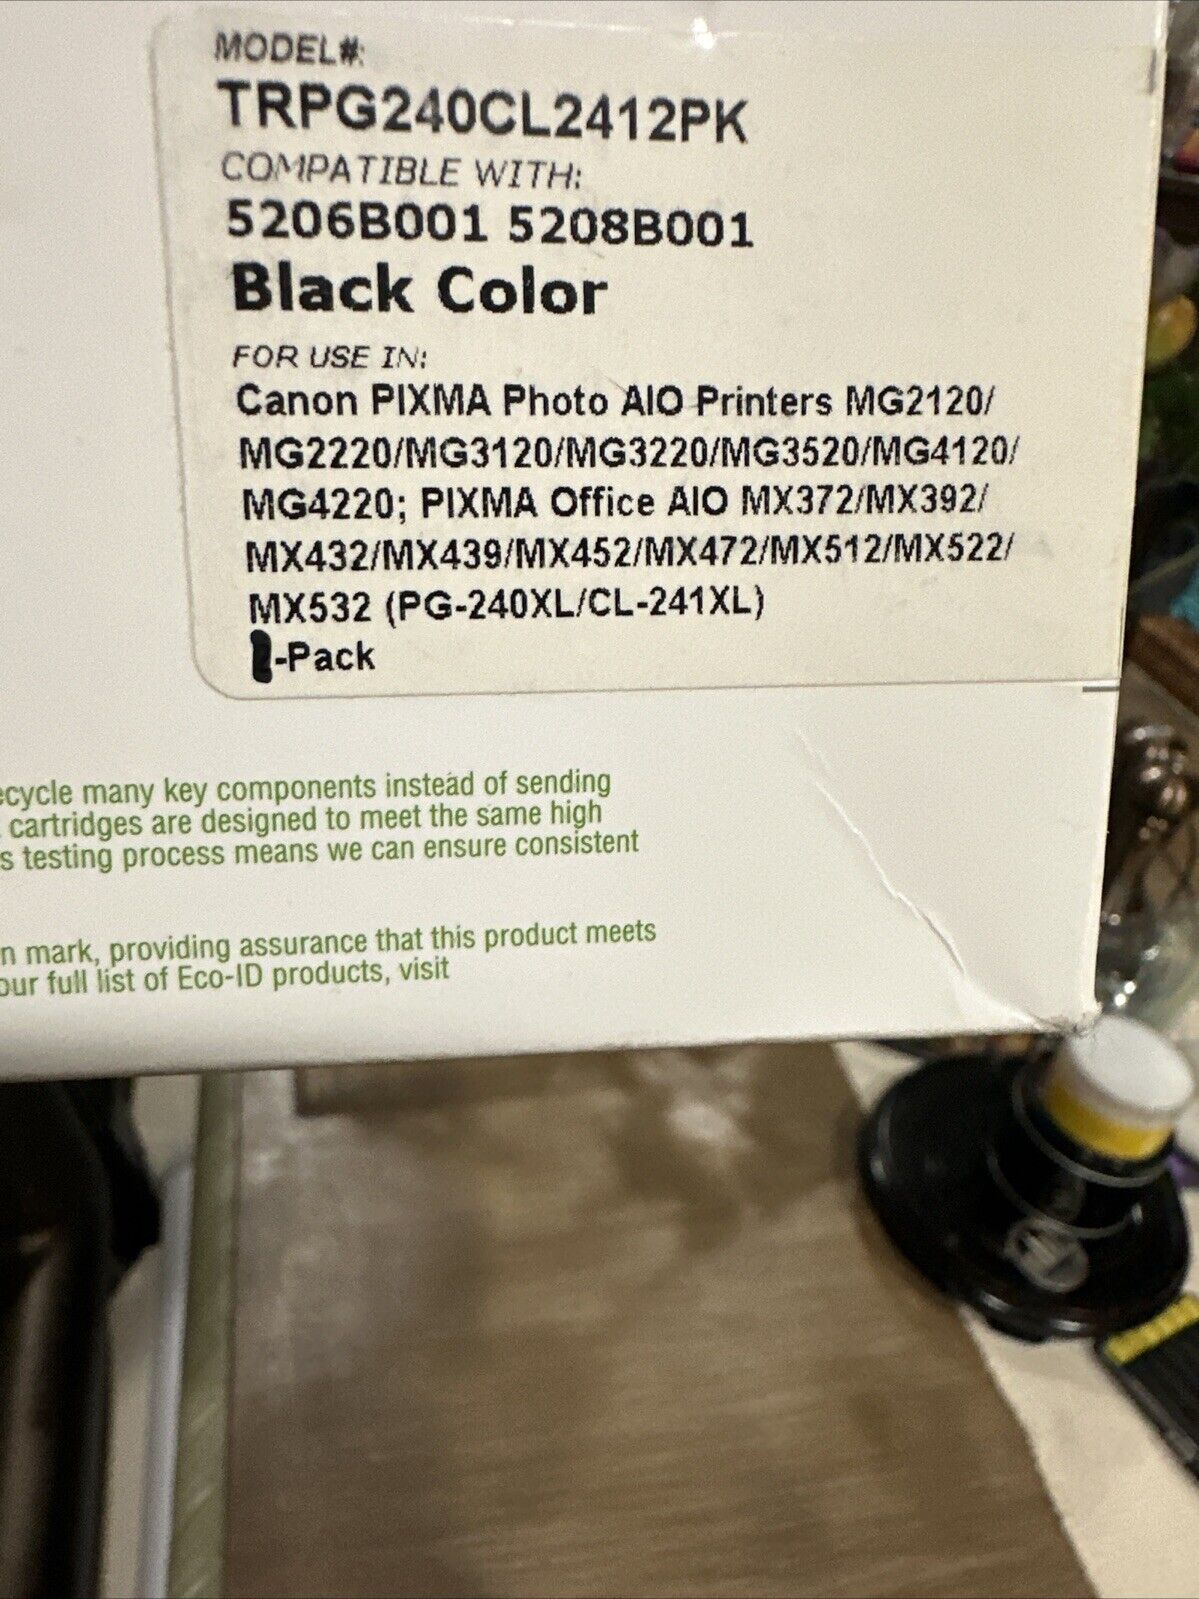 MODEL#:
TRPG240CL2412PK
COMPATIBLE WITH:
5206B001 5208B001
Black Color
FOR USE IN:
Canon PIXMA Photo AIO Printers MG2120/
MG2220/MG3120/MG3220/MG3520/MG4120/
MG4220; PIXMA Office AIO MX372/MX392/
MX432/MX439/MX452/MX472/MX512/MX522/
MX532 (PG-240XL/CL-241XL)
-Pack
ecycle many key components instead of sending
cartridges are designed to meet the same high
s testing process means we can ensure consistent
n mark, providing assurance that this product meets
our full list of Eco-ID products, visit